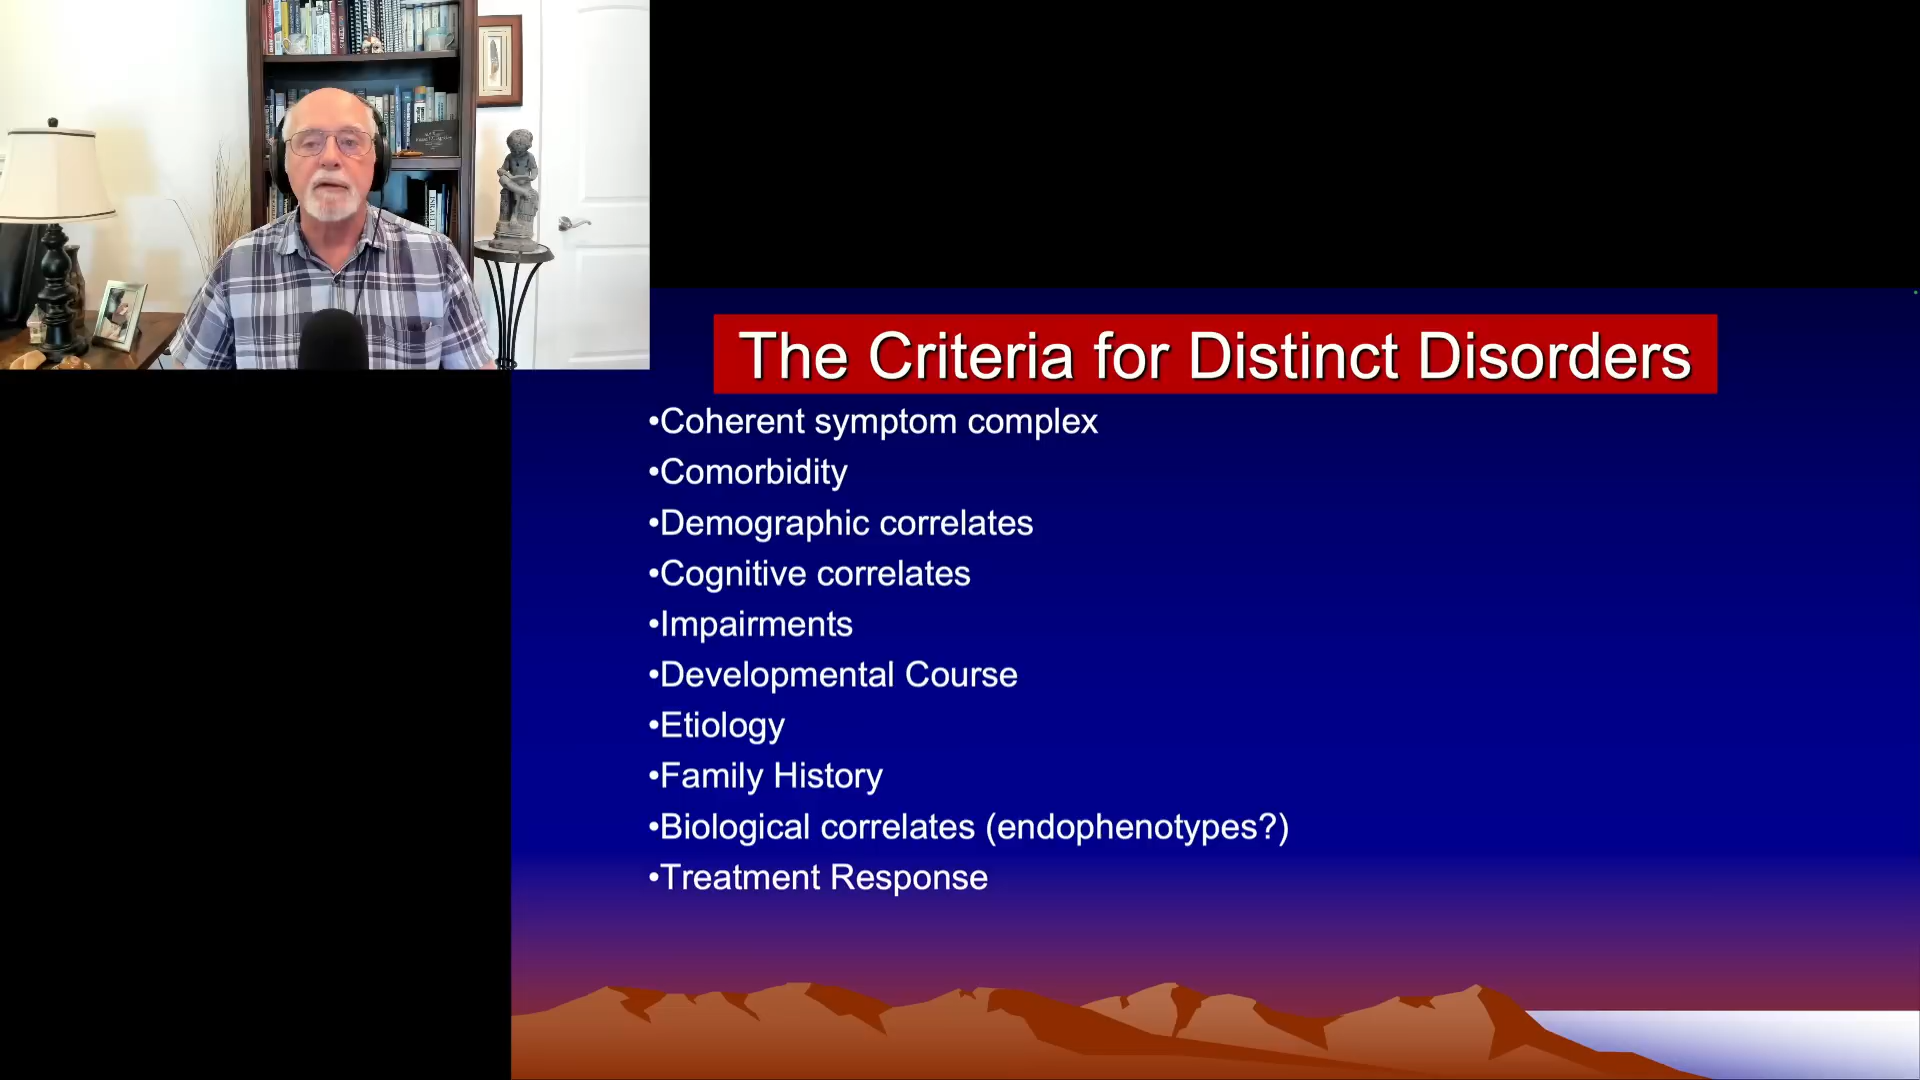 The Criteria for Distinct Disorders
•Coherent symptom complex
•Comorbidity
•Demographic correlates
•Cognitive correlates
•Impairments
•Developmental Course
•Etiology
•Family History
•Biological correlates (endophenotypes?)
•Treatment Response